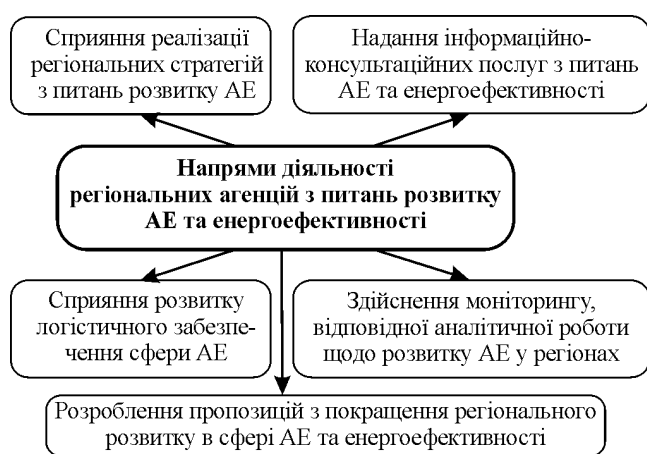 Сприяння реалізації
регіональних стратегій
з питань розвитку АЕ
Надання інформаційно-
консультаційних послуг з питань
АЕ та енергоефективності
Напрями діяльності
регіональних агенцій з питань розвитку
АЕ та енергоефективності
Сприяння розвитку
логістичного забезпе-
чення сфери АЕ
Здійснення моніторингу,
відповідної аналітичної роботи
щодо розвитку АЕ у регіонах
Розроблення пропозицій з покращення регіонального
розвитку в сфері АЕ та енергоефективності